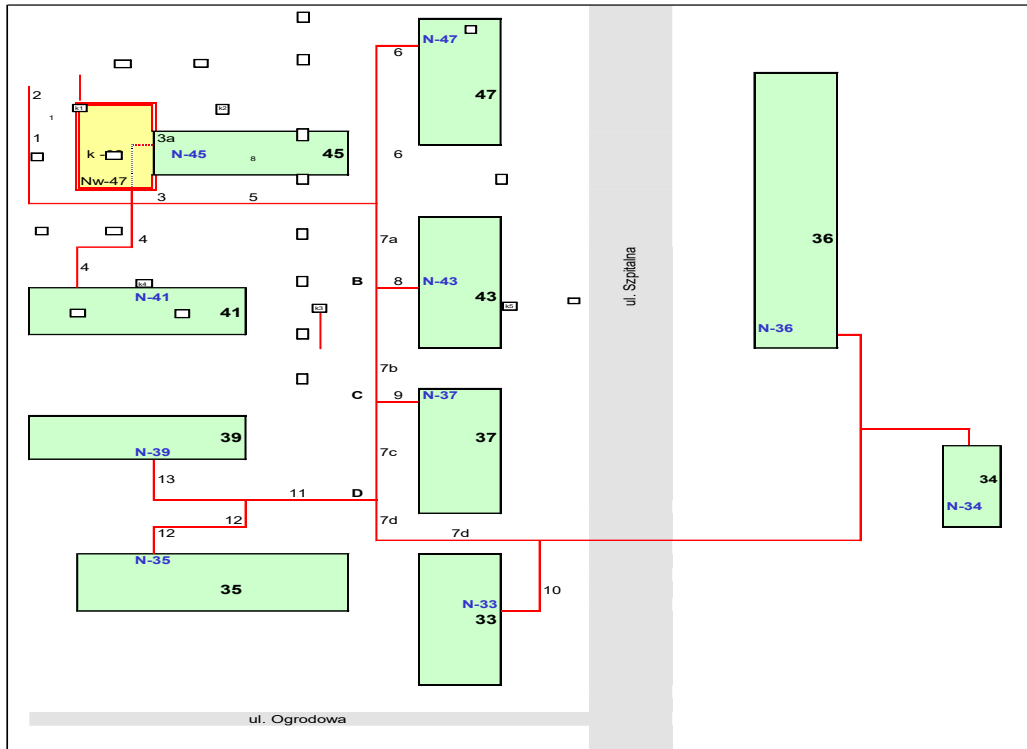 N-47
6
47
2
k1
k2
1
1
3a
N-45
8
45
6
36
Nw-47
3
5
4
7a
4
B
8
N-43
43
k4
N-41
41
k3
k5
ul. Szpitalna
N-36
7b
C
9
N-37
37
39
N-39
7c
13
11
D
34
N-34
12
7d
7d
12
N-35
35
10
N-33
33
ul. Ogrodowa